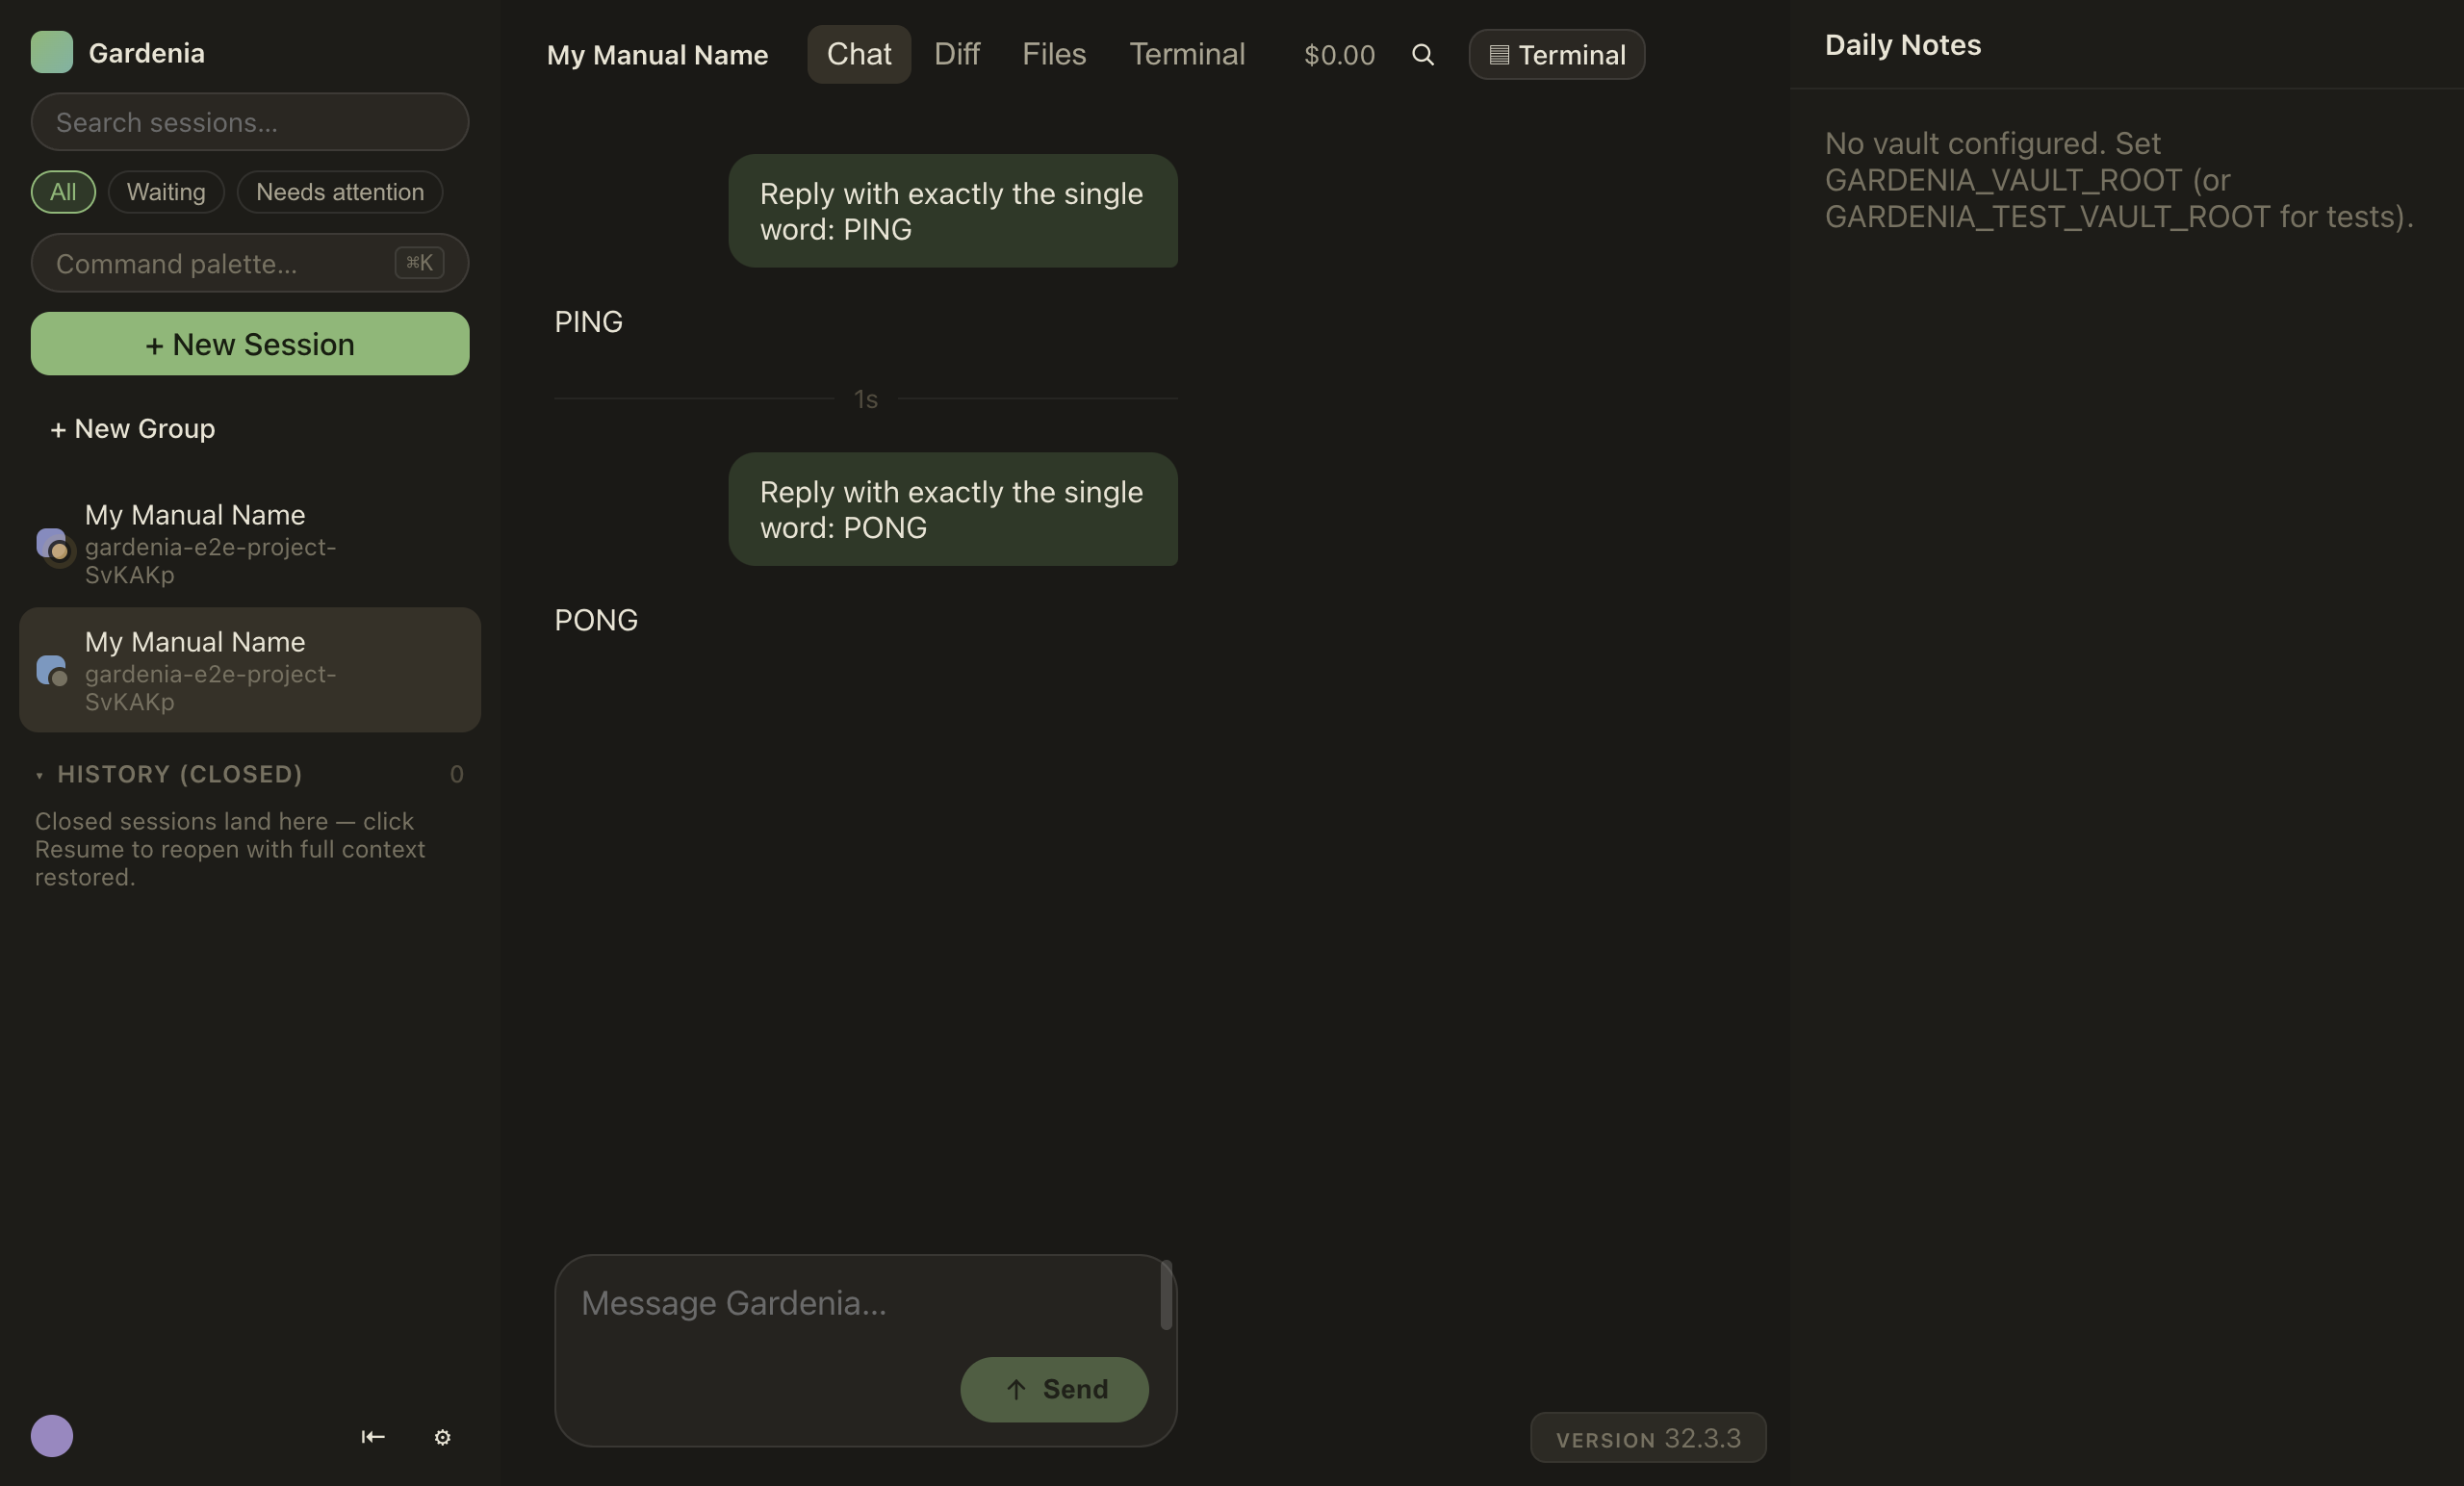 Gardenia
Search sessions...
All
Waiting
Needs attention
Command palette...
⌘K
+ New Session
+ New Group
My Manual Name
gardenia-e2e-project-
SvKAKp
My Manual Name
gardenia-e2e-project-
SvKAKp
HISTORY (CLOSED)
0
Closed sessions land here — click
Resume to reopen with full context
restored.
My Manual Name
Chat
Diff
Files
Terminal
$0.00
Terminal
Reply with exactly the single
word: PING
PING
1s
Reply with exactly the single
word: PONG
PONG
Message Gardenia...
↑ Send
VERSION 32.3.3
Daily Notes
No vault configured. Set
GARDENIA_VAULT_ROOT (or
GARDENIA_TEST_VAULT_ROOT for tests).